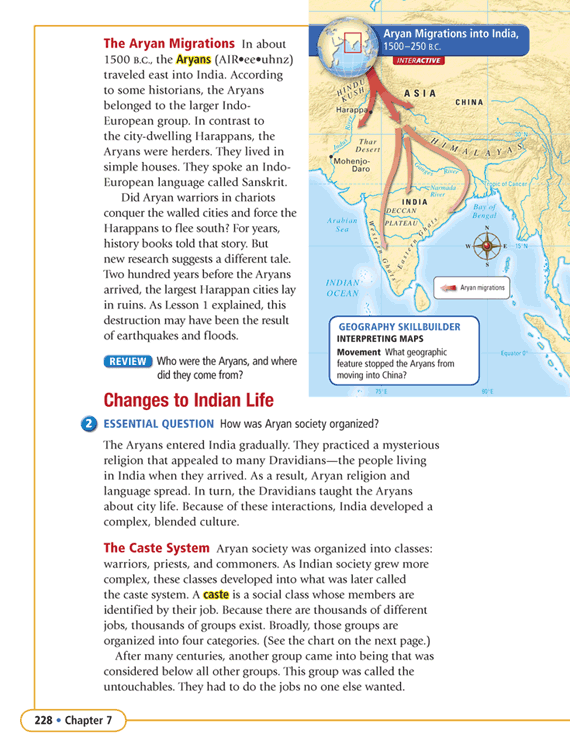 The Aryan Migrations In about
1500 B.C., the Aryans (AIR•ee•uhnz)
traveled east into India. According
to some historians, the Aryans
belonged to the larger Indo-
European group. In contrast to
the city-dwelling Harappans, the
Aryans were herders. They lived in
simple houses. They spoke an Indo-
European language called Sanskrit.
Did Aryan warriors in chariots
conquer the walled cities and force the
Harappans to flee south? For years,
history books told that story. But
new research suggests a different tale.
Two hundred years before the Aryans
arrived, the largest Harappan cities lay
in ruins. As Lesson 1 explained, this
destruction may have been the result
of earthquakes and floods.
REVIEW Who were the Aryans, and where
did they come from?
Aryan Migrations into India,
1500–250 B.C.
INTERACTIVE
HINDU
KUSH
ASIA
CHINA
Harappa
Indus River
Thar
Desert
HIMALAYAS
30°N
Mohenjo-
Daro
Ganges River
Narmada
River
Tropic of Cancer
INDIA
DECCAN
PLATEAU
Arabian
Sea
Western Ghats
Eastern Ghats
Bay of
Bengal
N
W
E
S
15°N
INDIAN
OCEAN
Aryan migrations
GEOGRAPHY SKILLBUILDER
INTERPRETING MAPS
Movement What geographic
feature stopped the Aryans from
moving into China?
Equator 0°
75°E
90°E
Changes to Indian Life
2 ESSENTIAL QUESTION How was Aryan society organized?
The Aryans entered India gradually. They practiced a mysterious
religion that appealed to many Dravidians—the people living
in India when they arrived. As a result, Aryan religion and
language spread. In turn, the Dravidians taught the Aryans
about city life. Because of these interactions, India developed a
complex, blended culture.
The Caste System Aryan society was organized into classes:
warriors, priests, and commoners. As Indian society grew more
complex, these classes developed into what was later called
the caste system. A caste is a social class whose members are
identified by their job. Because there are thousands of different
jobs, thousands of groups exist. Broadly, those groups are
organized into four categories. (See the chart on the next page.)
After many centuries, another group came into being that was
considered below all other groups. This group was called the
untouchables. They had to do the jobs no one else wanted.
228 • Chapter 7